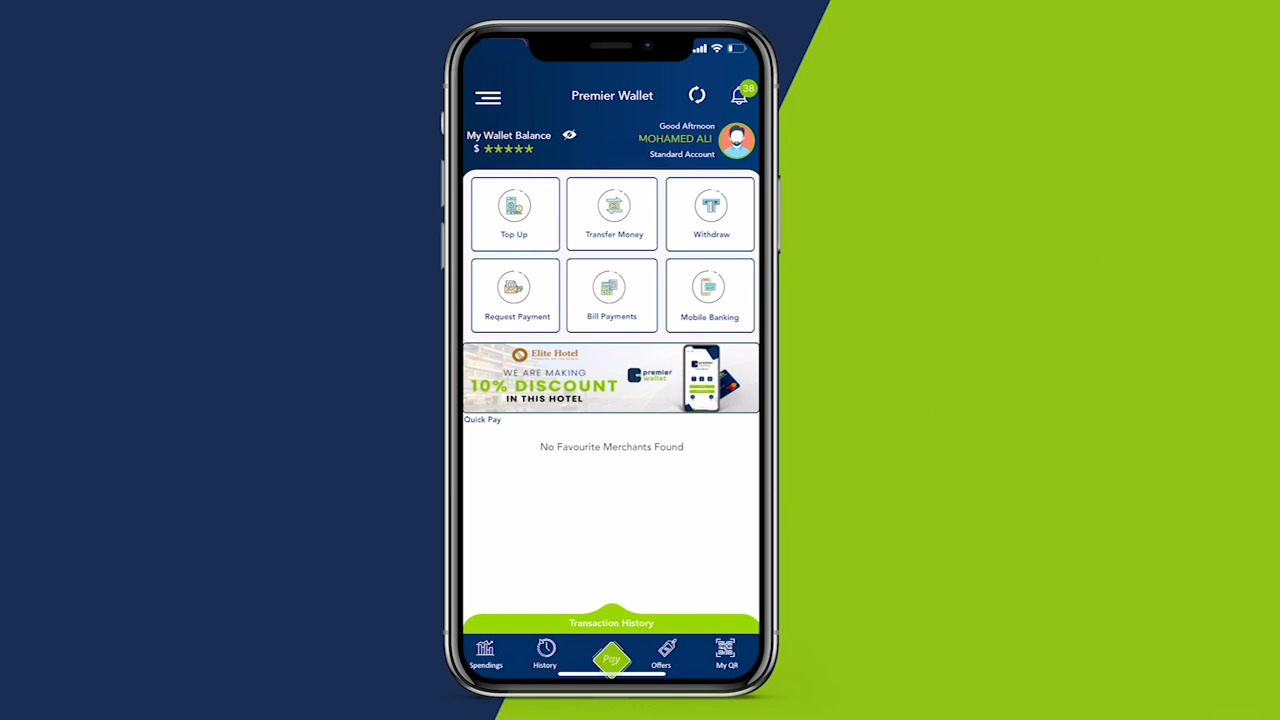 Premier Wallet
38
My Wallet Balance
$ *****
Good Aftrnoon
MOHAMED ALI
Standard Account
Top Up
Transfer Money
Withdraw
Request Payment
Bill Payments
Mobile Banking
Elite Hotel
WE ARE MAKING
10% DISCOUNT
IN THIS HOTEL
premier
wallet
Quick Pay
No Favourite Merchants Found
Transaction History
Spendings
History
Pay
Offers
My QR